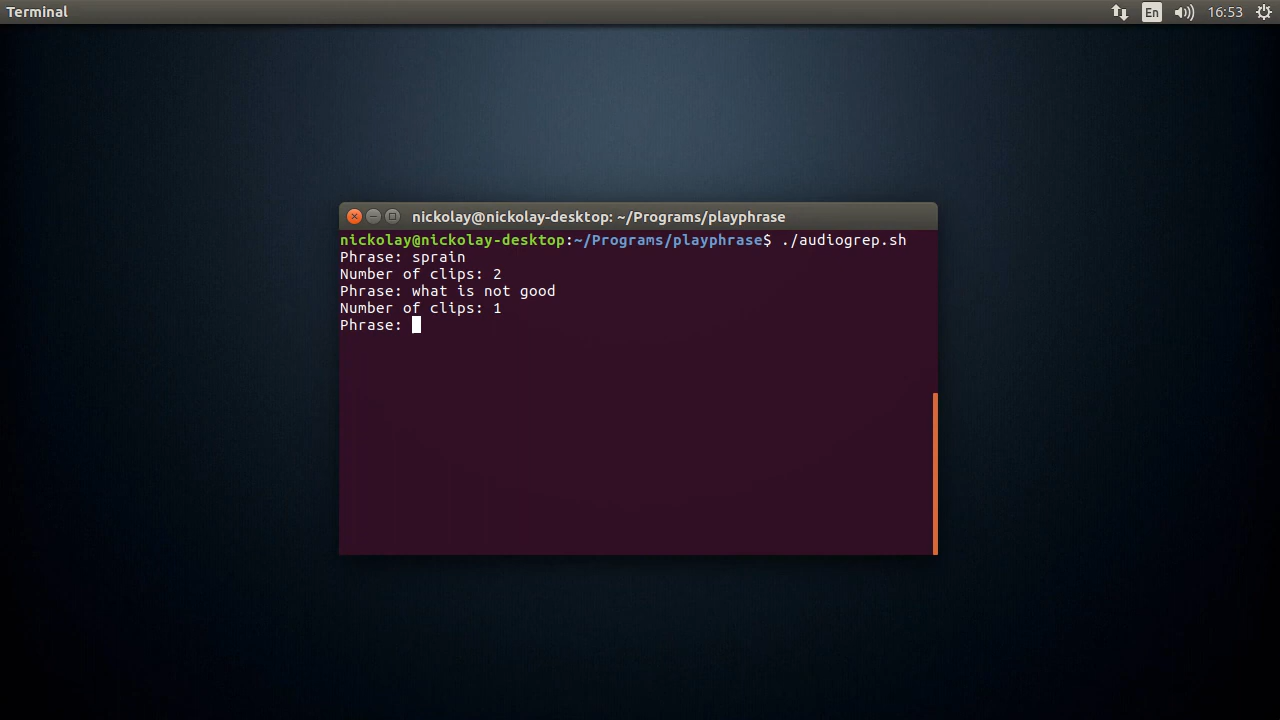 Terminal
En
16:53
nickolay@nickolay-desktop: ~/Programs/playphrase
nickolay@nickolay-desktop:~/Programs/playphrase$ ./audiogrep.sh
Phrase: sprain
Number of clips: 2
Phrase: what is not good
Number of clips: 1
Phrase: